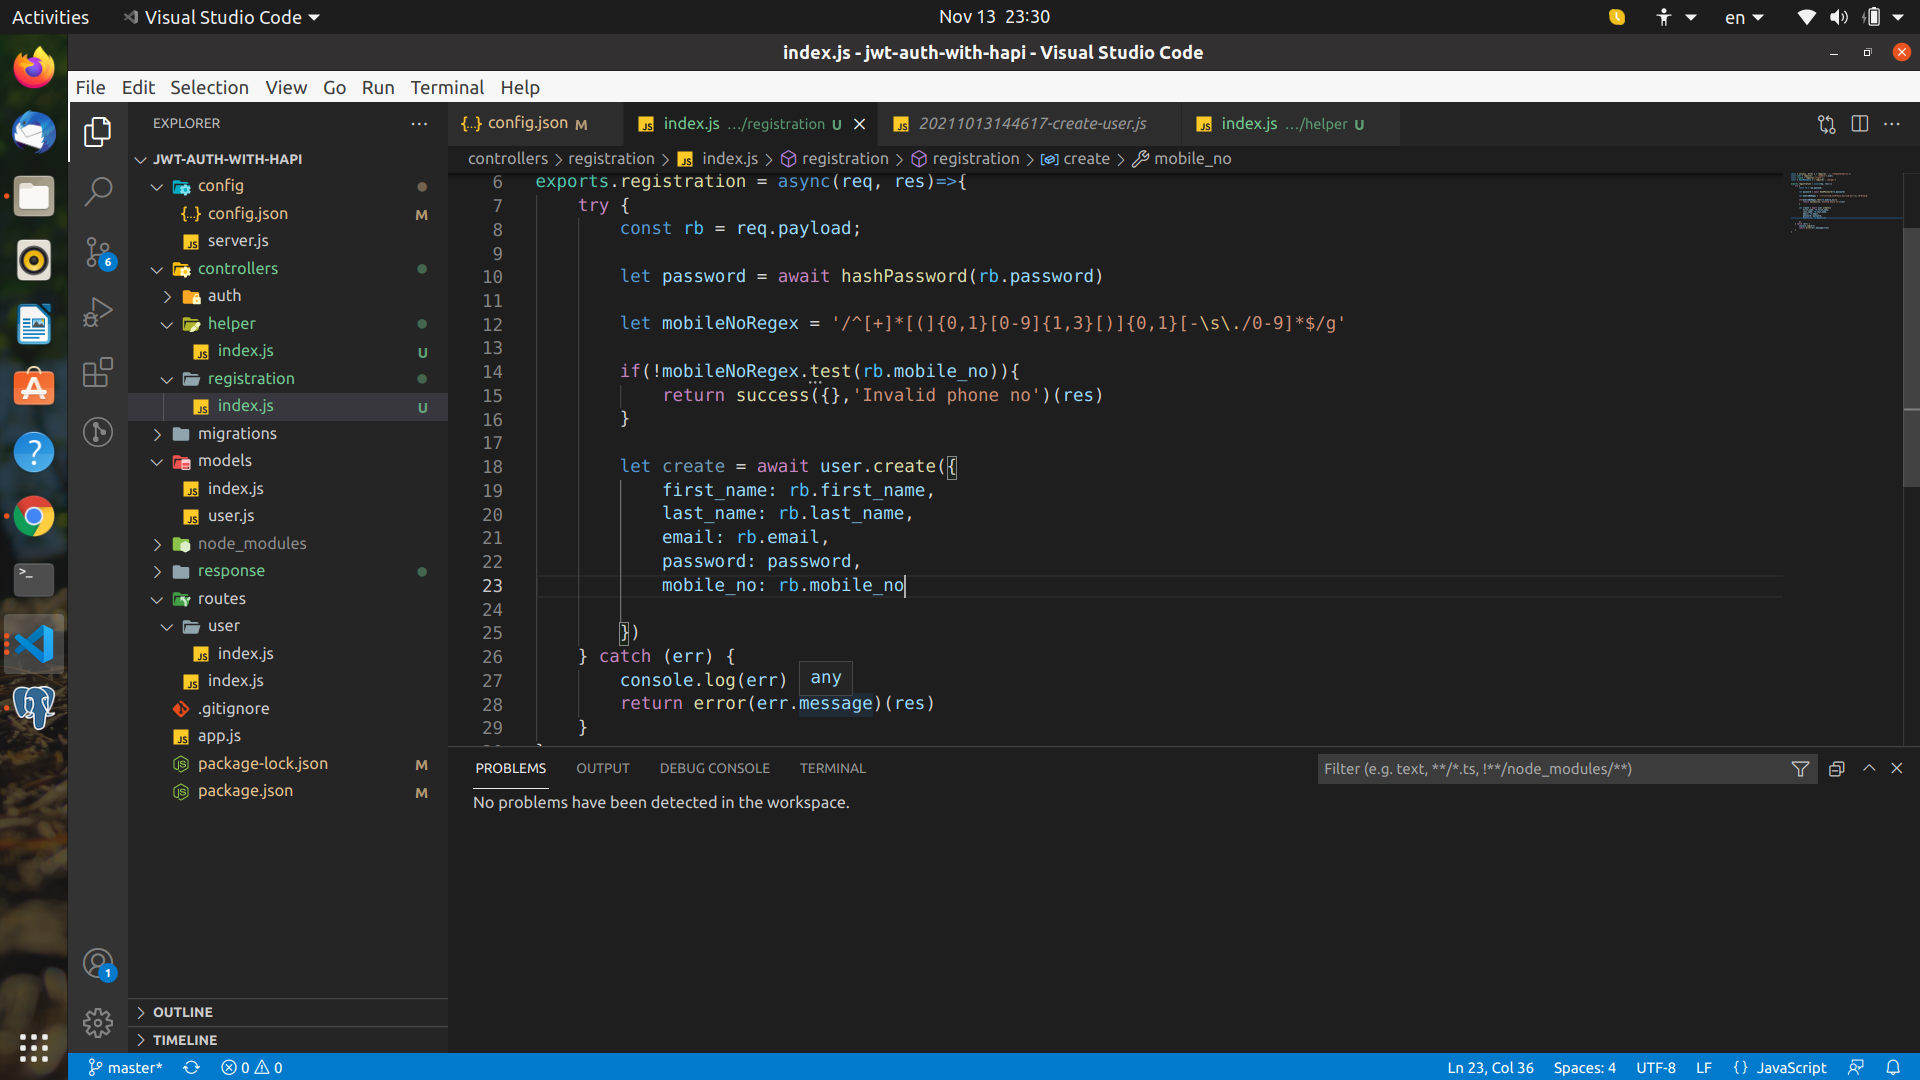 Activities
Visual Studio Code
Nov 13 23:30
en
index.js - jwt-auth-with-hapi - Visual Studio Code
File Edit Selection View Go Run Terminal Help
EXPLORER
JWT-AUTH-WITH-HAPI
config
config.json M
server.js
controllers
auth
helper
index.js U
registration
index.js U
migrations
models
index.js
user.js
node_modules
response
routes
user
index.js
index.js
.gitignore
app.js
package-lock.json M
package.json M
OUTLINE
TIMELINE
6
1
config.json M
index.js .../registration U
20211013144617-create-user.js
index.js .../helper U
controllers > registration > index.js > registration > registration > create > mobile_no
6 exports.registration = async(req, res)=>{
7 try {
8 const rb = req.payload;
9
10 let password = await hashPassword(rb.password)
11
12 let mobileNoRegex = '/^[+]*[(]{0,1}[0-9]{1,3}[)]{0,1}[-\s\./0-9]*$/g'
13
14 if(!mobileNoRegex.test(rb.mobile_no)){
15 return success({},'Invalid phone no')(res)
16 }
17
18 let create = await user.create({
19 first_name: rb.first_name,
20 last_name: rb.last_name,
21 email: rb.email,
22 password: password,
23 mobile_no: rb.mobile_no
24
25 })
26 } catch (err) {
27 console.log(err)
any
28 return error(err.message)(res)
29 }
PROBLEMS OUTPUT DEBUG CONSOLE TERMINAL
Filter (e.g. text, **/*.ts, !**/node_modules/**)
No problems have been detected in the workspace.
master* 0 0
Ln 23, Col 36 Spaces: 4 UTF-8 LF {} JavaScript